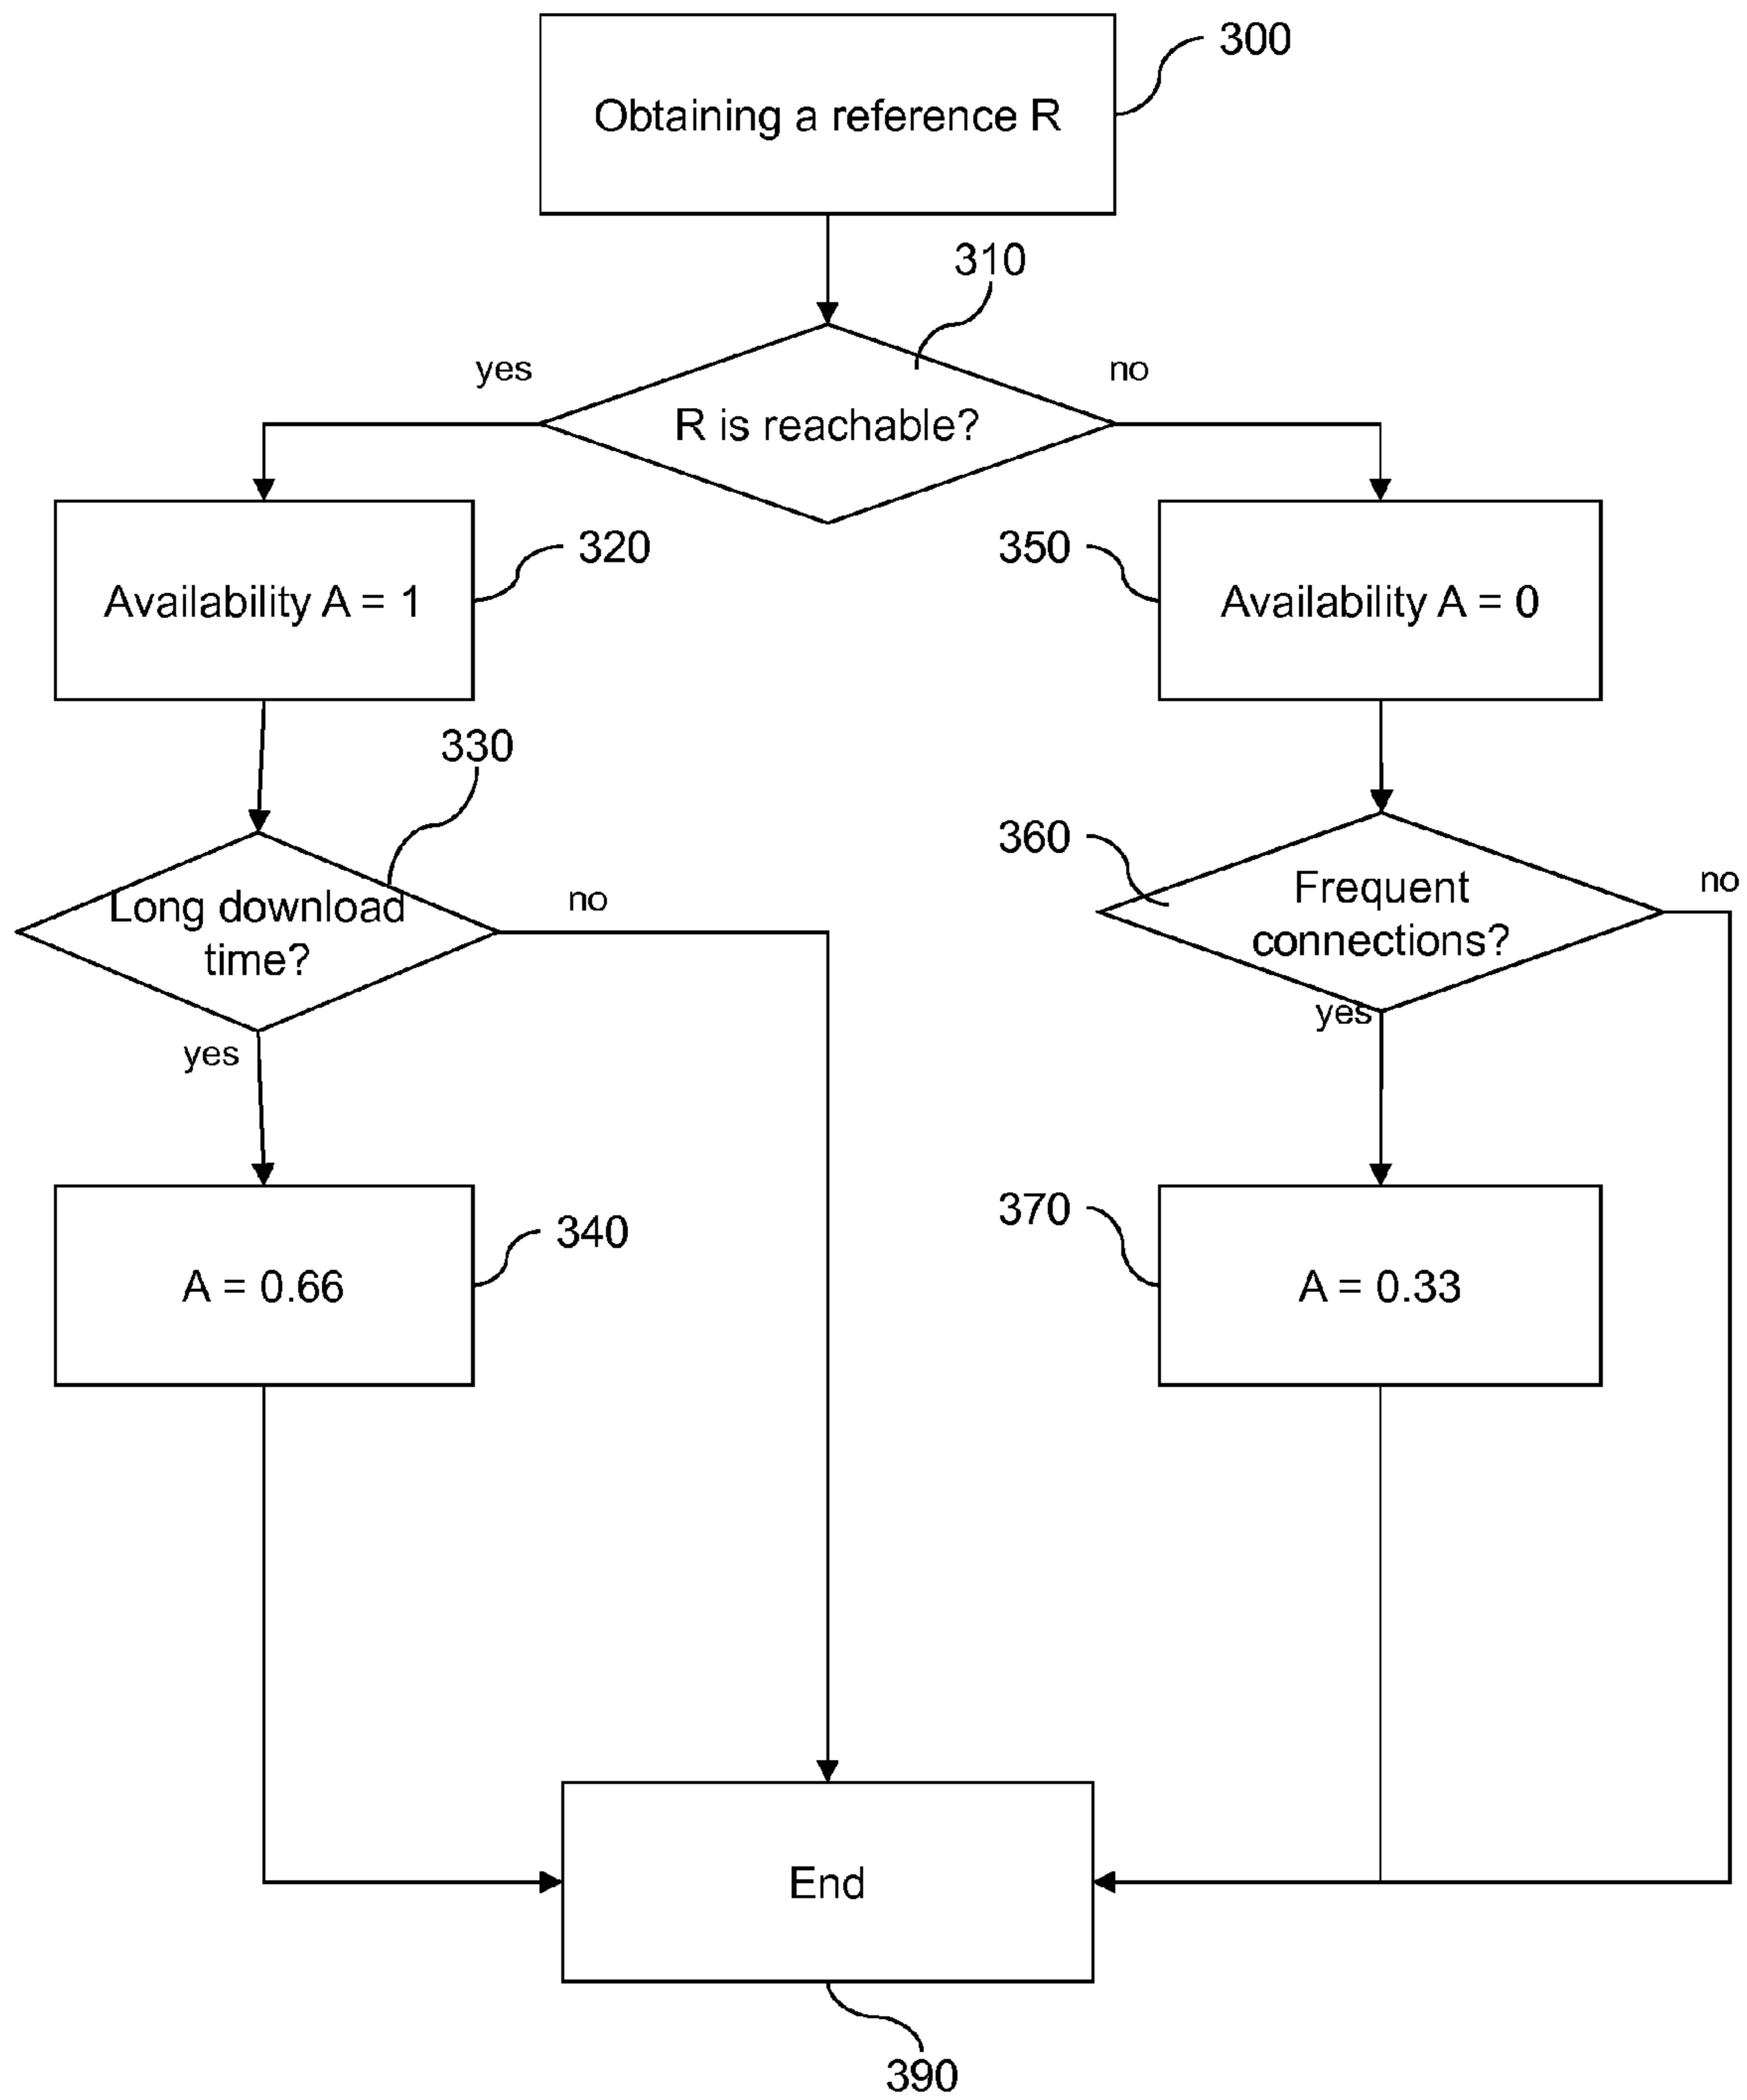 300
Obtaining a reference R
310
yes
no
R is reachable?
320
350
Availability A = 1
Availability A = 0
330
360
no
Frequent
connections?
no
Long download
time?
yes
yes
340
370
A = 0.66
A = 0.33
End
390